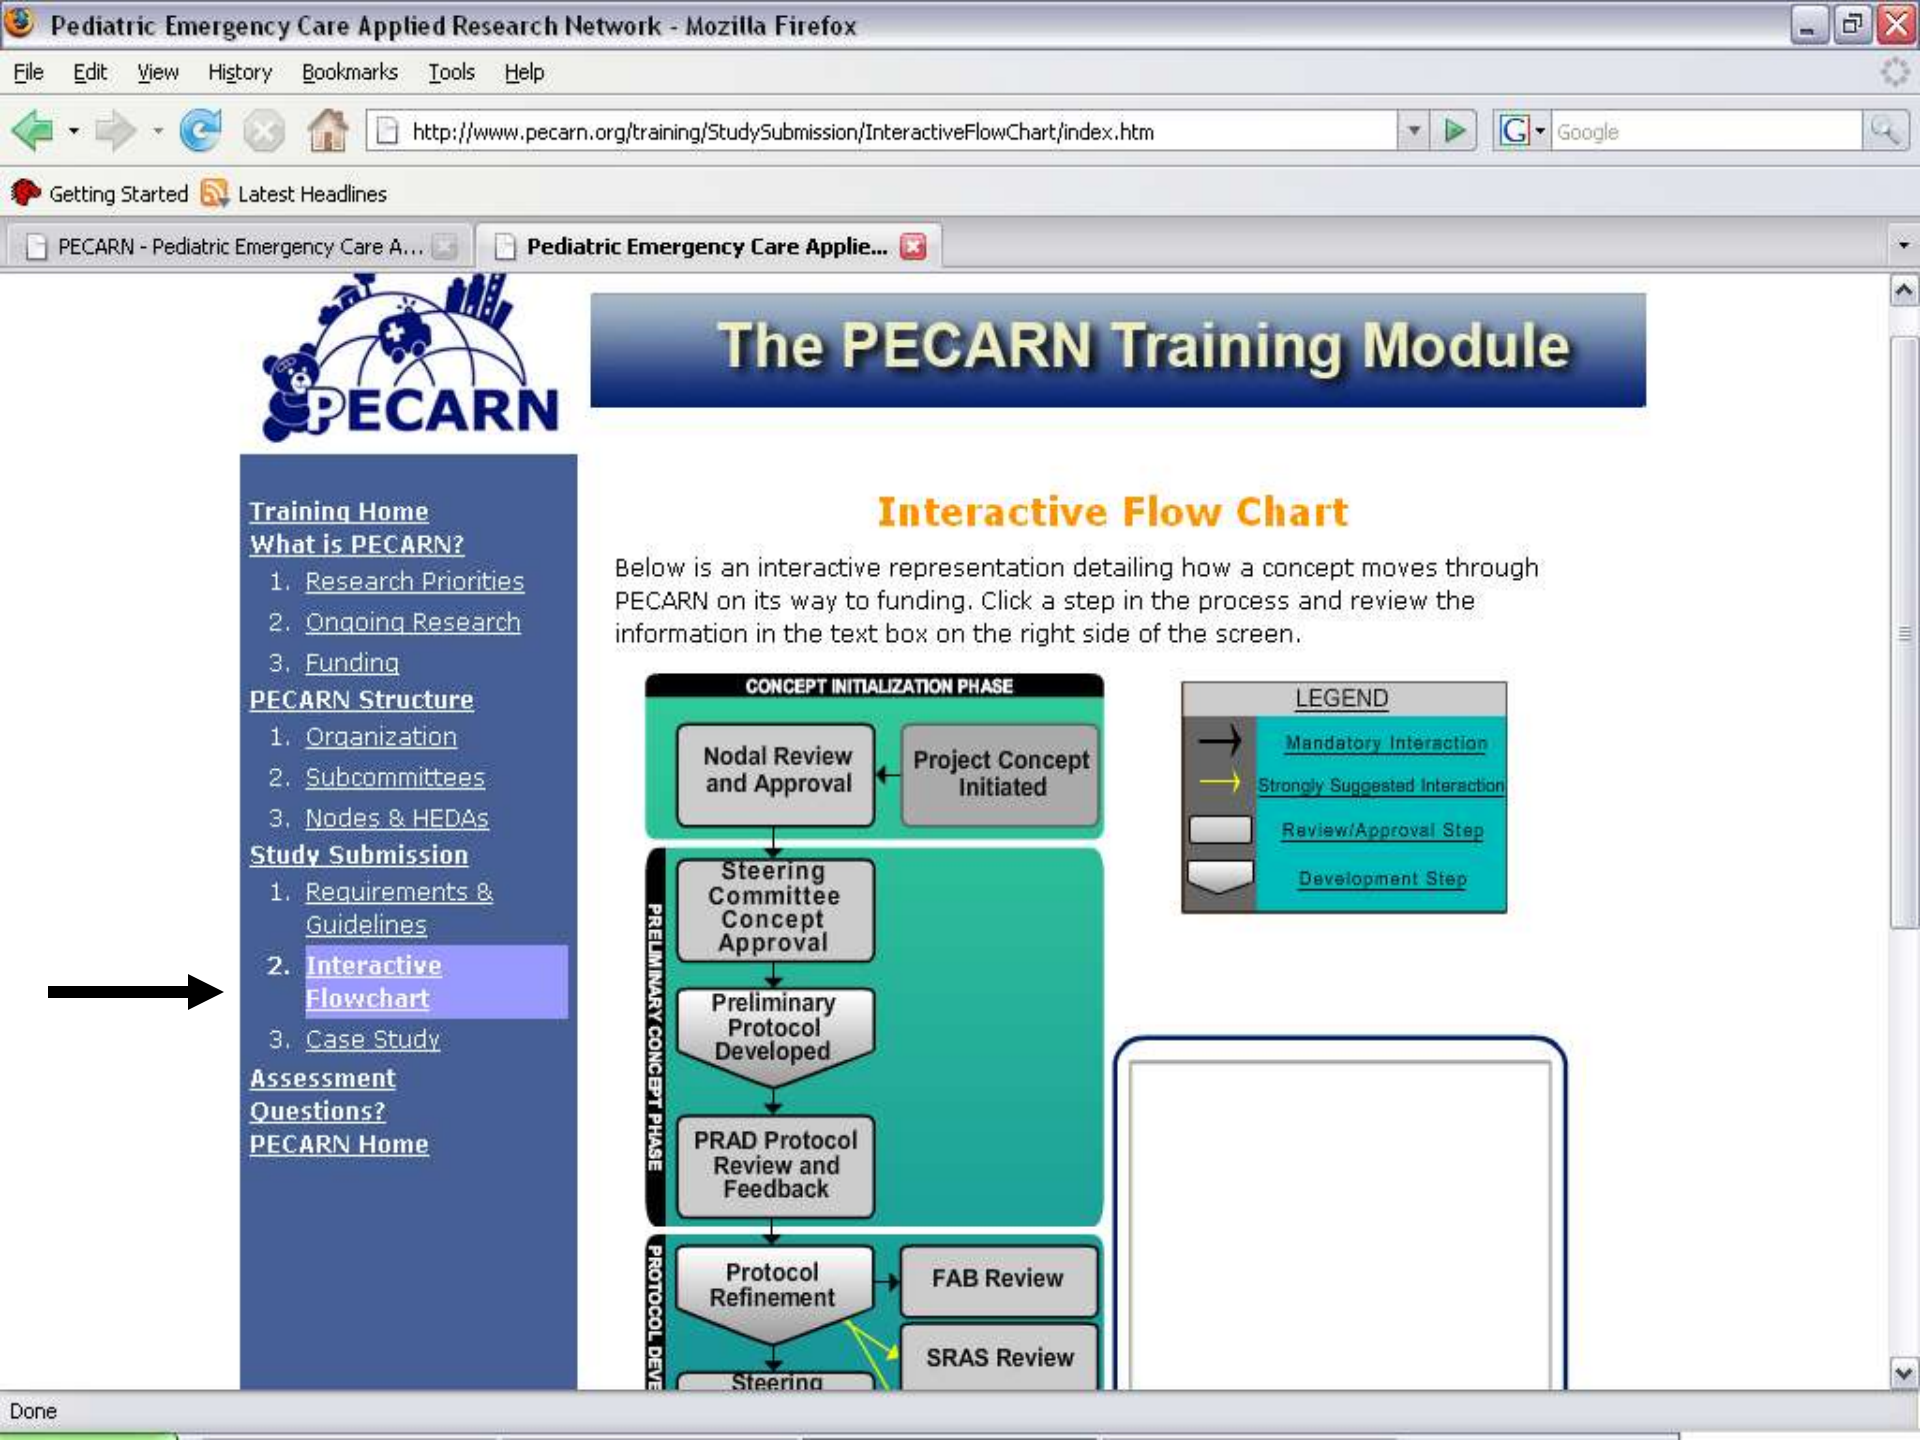 Pediatric Emergency Care Applied Research Network - Mozilla Firefox
File Edit View History Bookmarks Tools Help
http://www.pecarn.org/training/StudySubmission/InteractiveFlowChart/index.htm
G Google
Getting Started Latest Headlines
PECARN - Pediatric Emergency Care A... Pediatric Emergency Care Applie...
PECARN
The PECARN Training Module
Training Home
What is PECARN?
1. Research Priorities
2. Ongoing Research
3. Funding
PECARN Structure
1. Organization
2. Subcommittees
3. Nodes & HEDAs
Study Submission
1. Requirements &
Guidelines
2. Interactive
Flowchart
3. Case Study
Assessment
Questions?
PECARN Home
Interactive Flow Chart
Below is an interactive representation detailing how a concept moves through
PECARN on its way to funding. Click a step in the process and review the
information in the text box on the right side of the screen.
CONCEPT INITIALIZATION PHASE
Nodal Review
and Approval
Project Concept
Initiated
PRELIMINARY CONCEPT PHASE
Steering
Committee
Concept
Approval
Preliminary
Protocol
Developed
PRAD Protocol
Review and
Feedback
PROTOCOL DEVE
Protocol
Refinement
FAB Review
SRAS Review
Steering
LEGEND
Mandatory Interaction
Strongly Suggested Interaction
Review/Approval Step
Development Step
Done